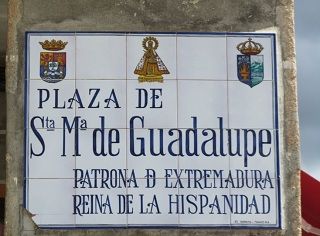 PLAZA DE
Sta Ma de Guadalupe
PATRONA D EXTREMADURA
REINA DE LA HISPANIDAD